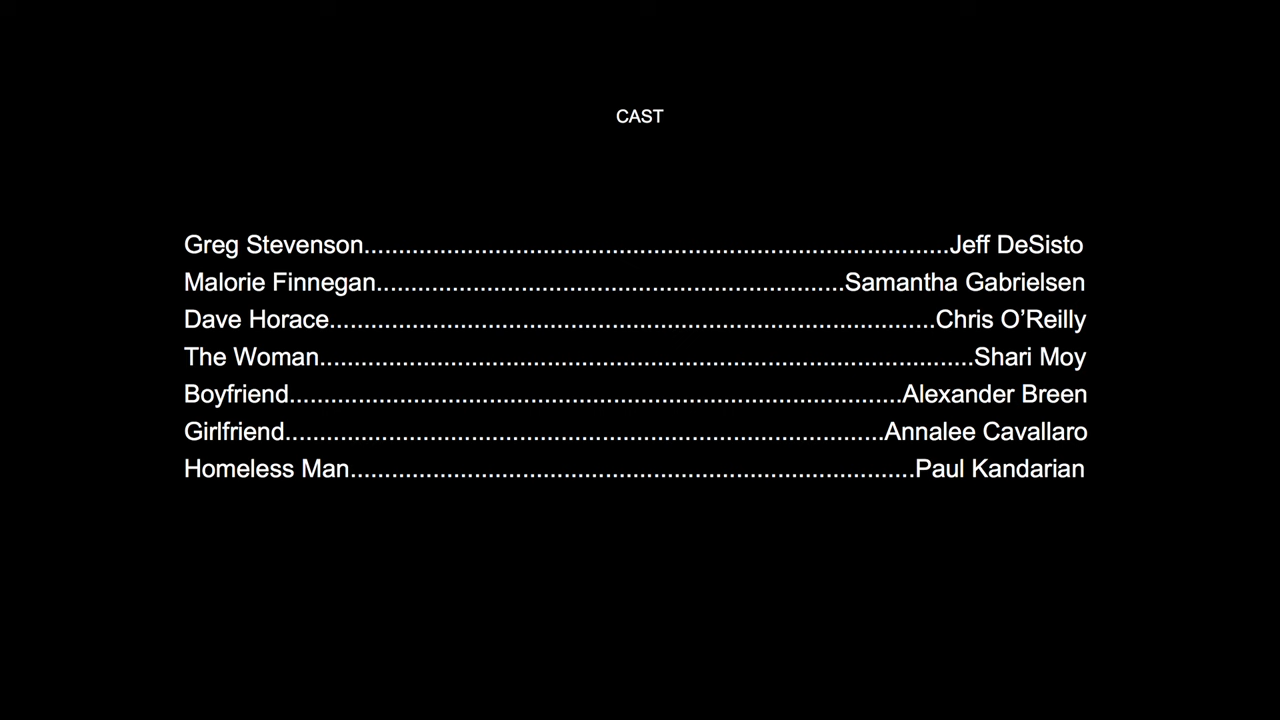 CAST
Greg Stevenson.....................................................................................Jeff DeSisto
Malorie Finnegan....................................................................Samantha Gabrielsen
Dave Horace........................................................................................Chris O’Reilly
The Woman...............................................................................................Shari Moy
Boyfriend.........................................................................................Alexander Breen
Girlfriend.......................................................................................Annalee Cavallaro
Homeless Man..................................................................................Paul Kandarian